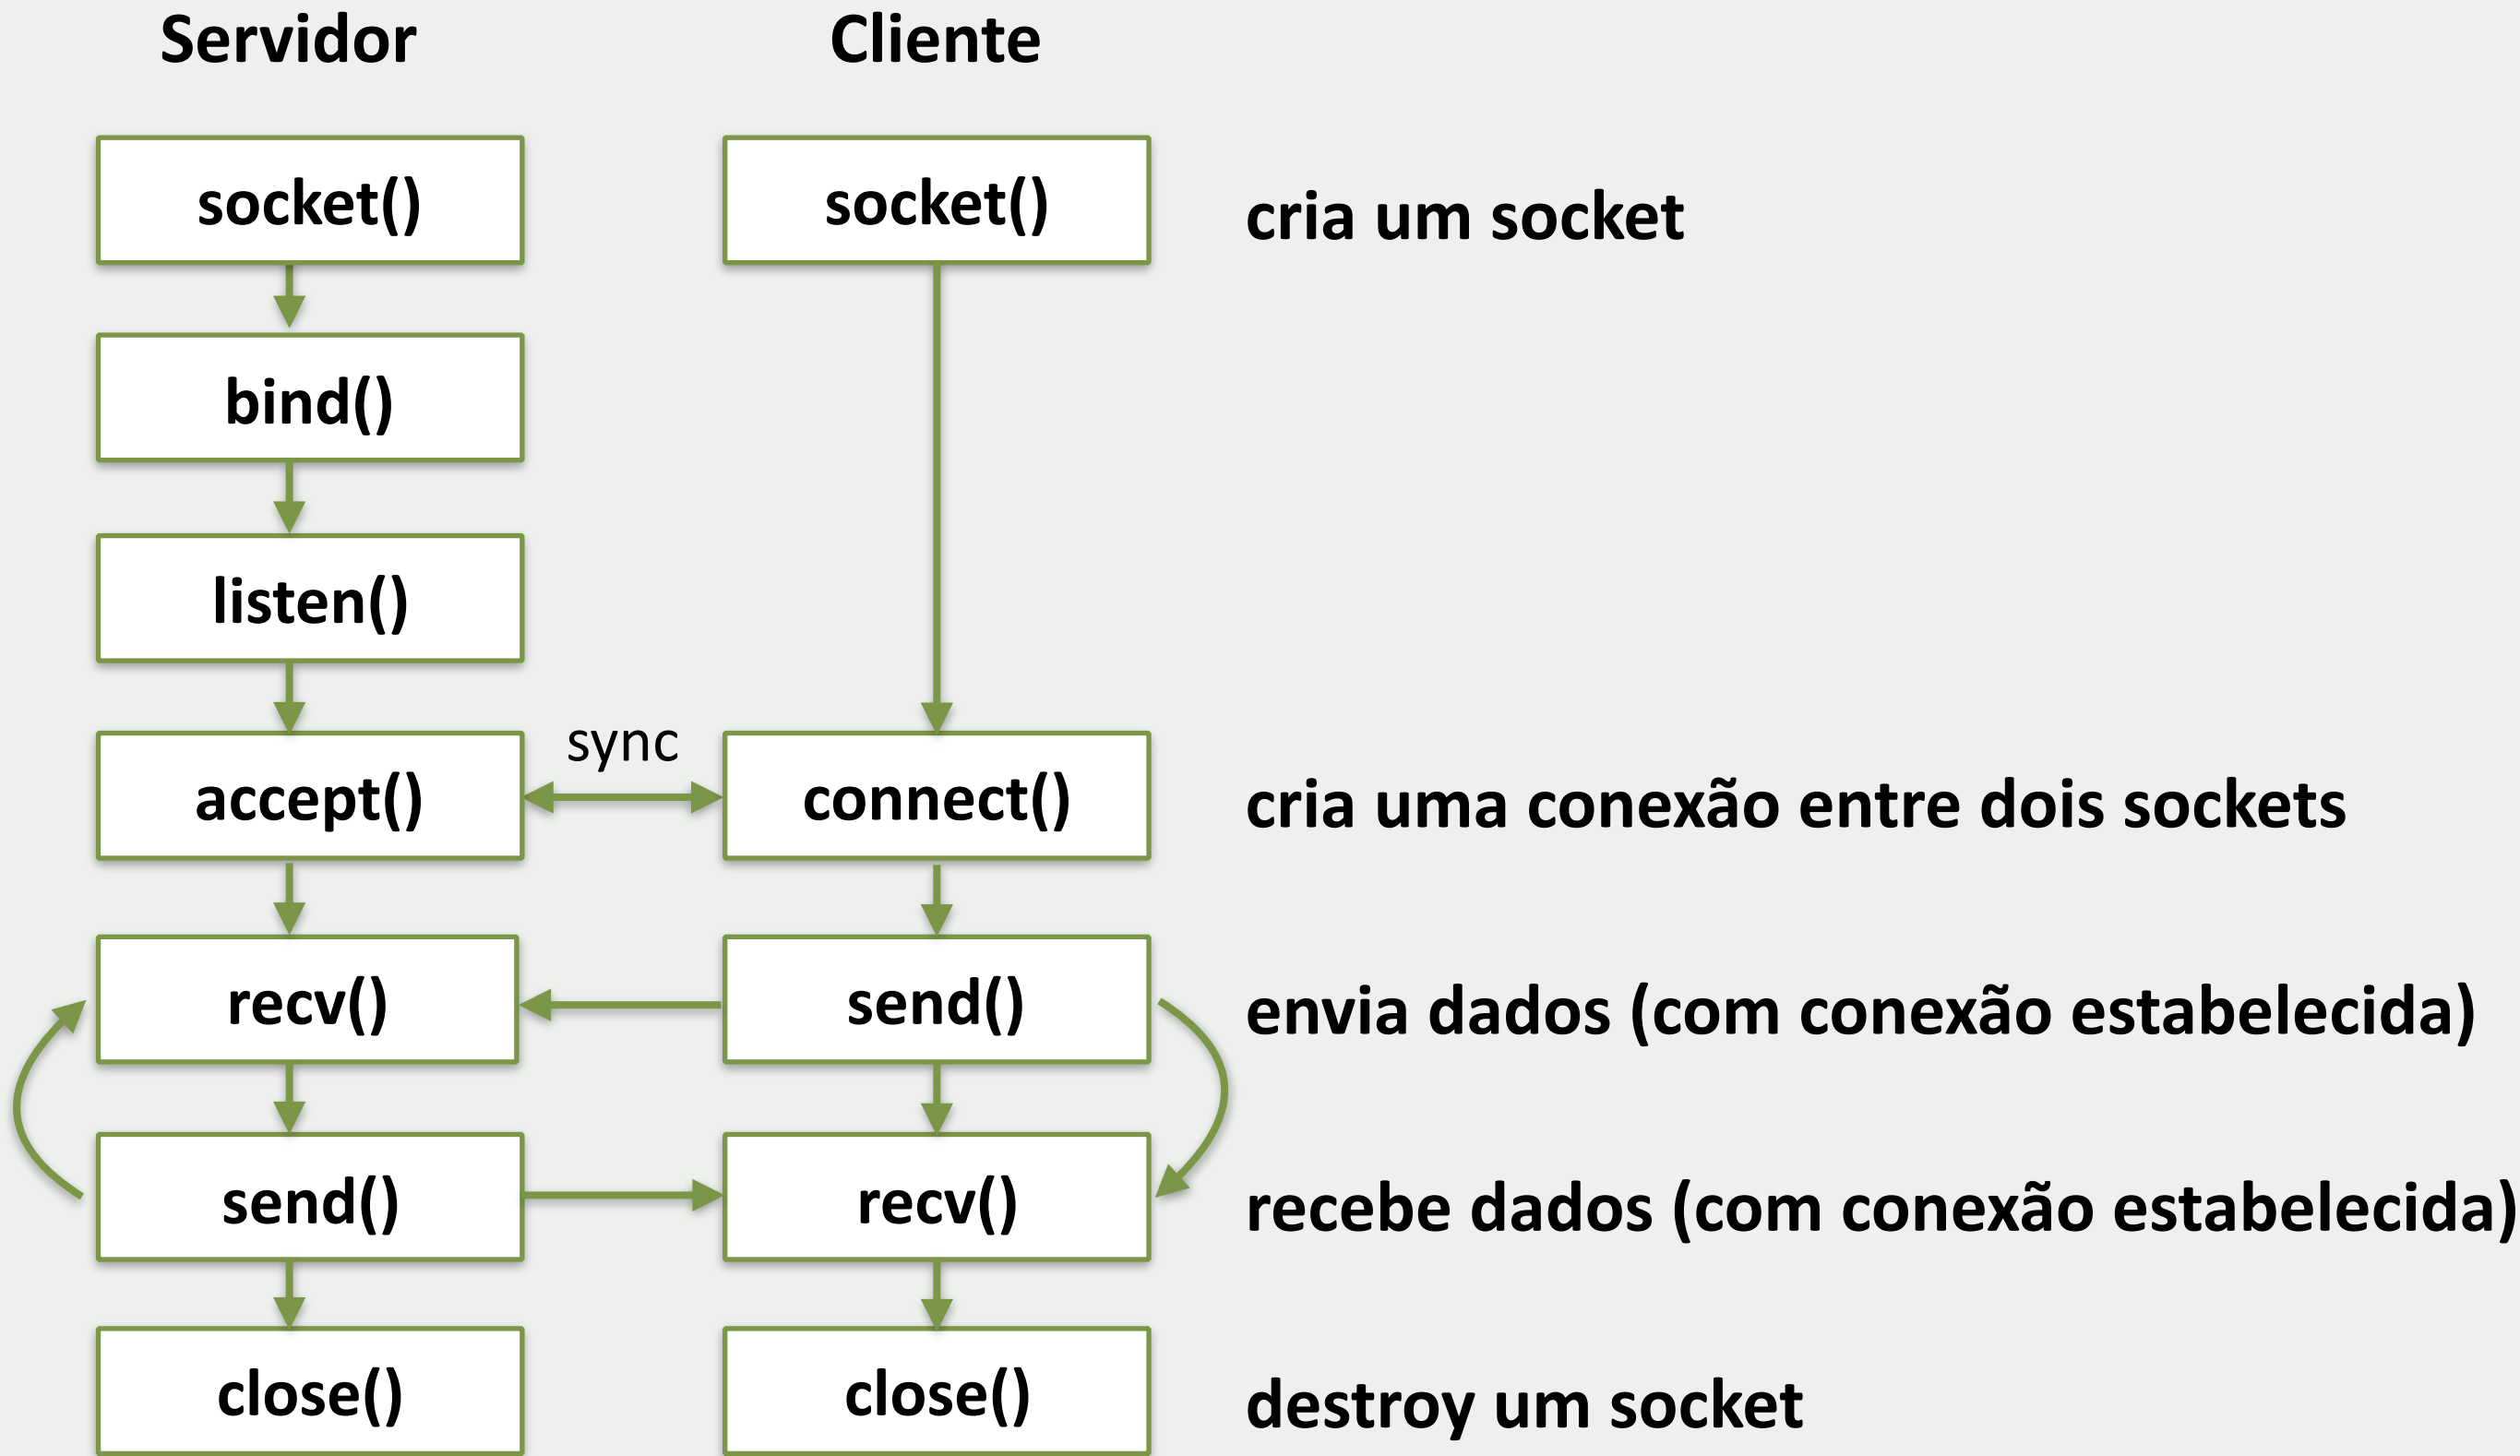 Servidor
Cliente
socket()
socket()
cria um socket
bind()
listen()
sync
accept()
connect()
cria uma conexão entre dois sockets
recv()
send()
envia dados (com conexão estabelecida)
send()
recv()
recebe dados (com conexão estabelecida)
close()
close()
destroy um socket